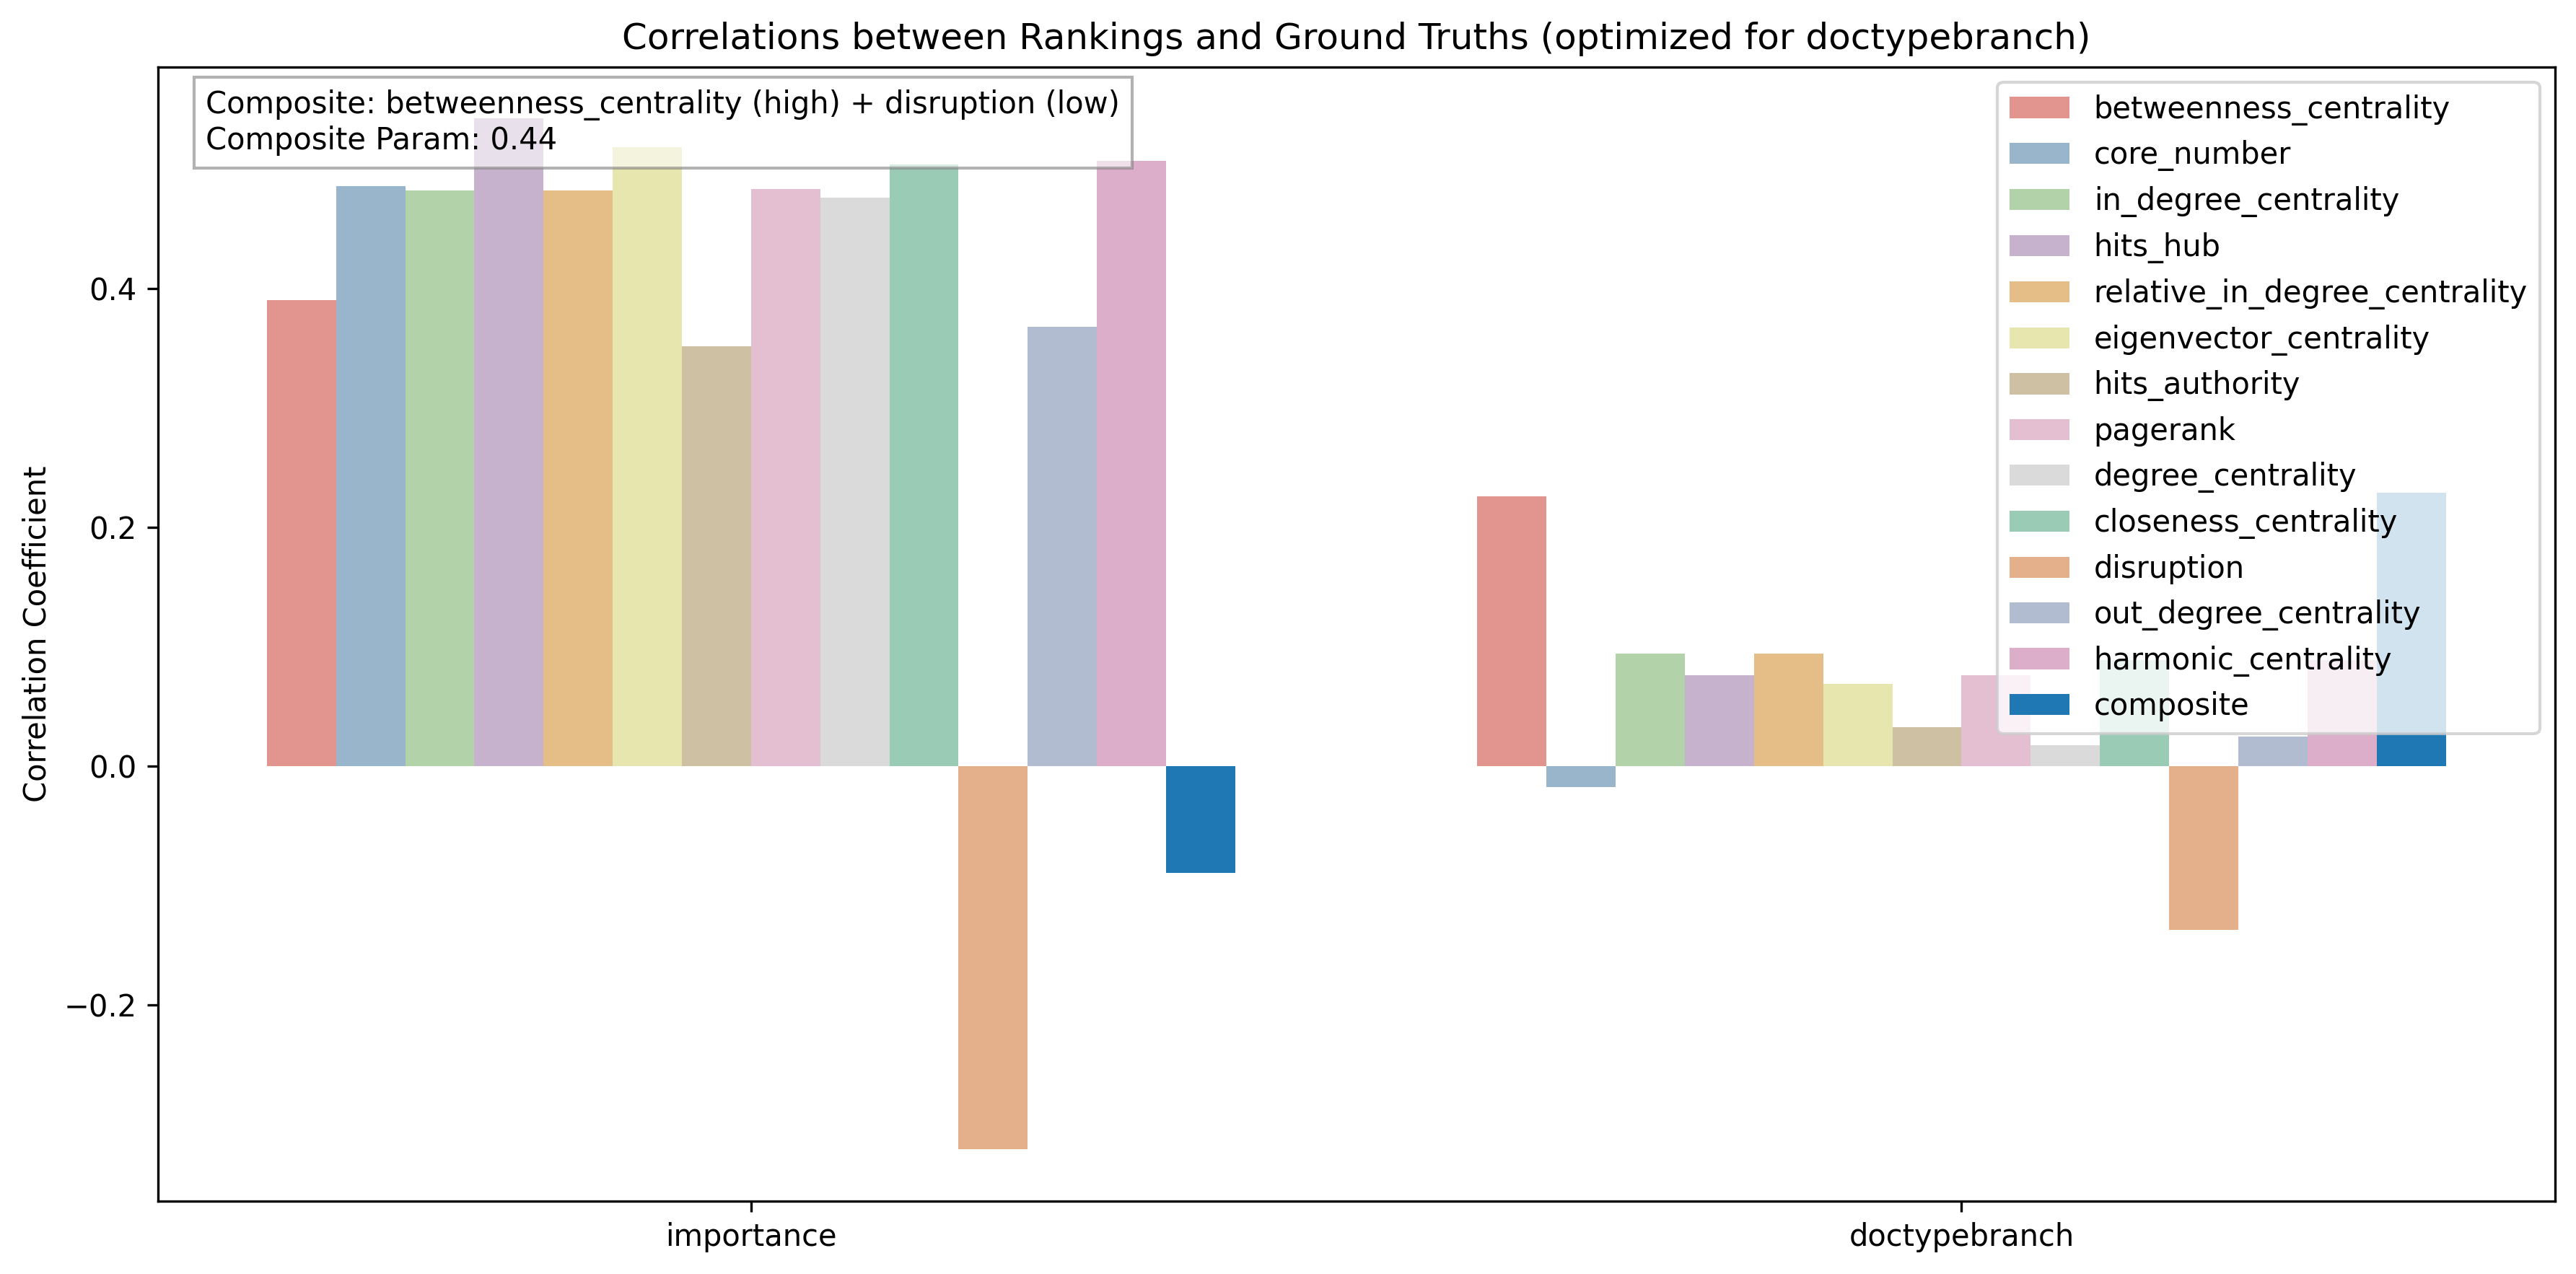 Correlations between Rankings and Ground Truths (optimized for doctypebranch)
Composite: betweenness_centrality (high) + disruption (low)
Composite Param: 0.44
betweenness_centrality
core_number
in_degree_centrality
hits_hub
relative_in_degree_centrality
eigenvector_centrality
hits_authority
pagerank
degree_centrality
closeness_centrality
disruption
out_degree_centrality
harmonic_centrality
composite
Correlation Coefficient
0.4
0.2
0.0
−0.2
importance
doctypebranch